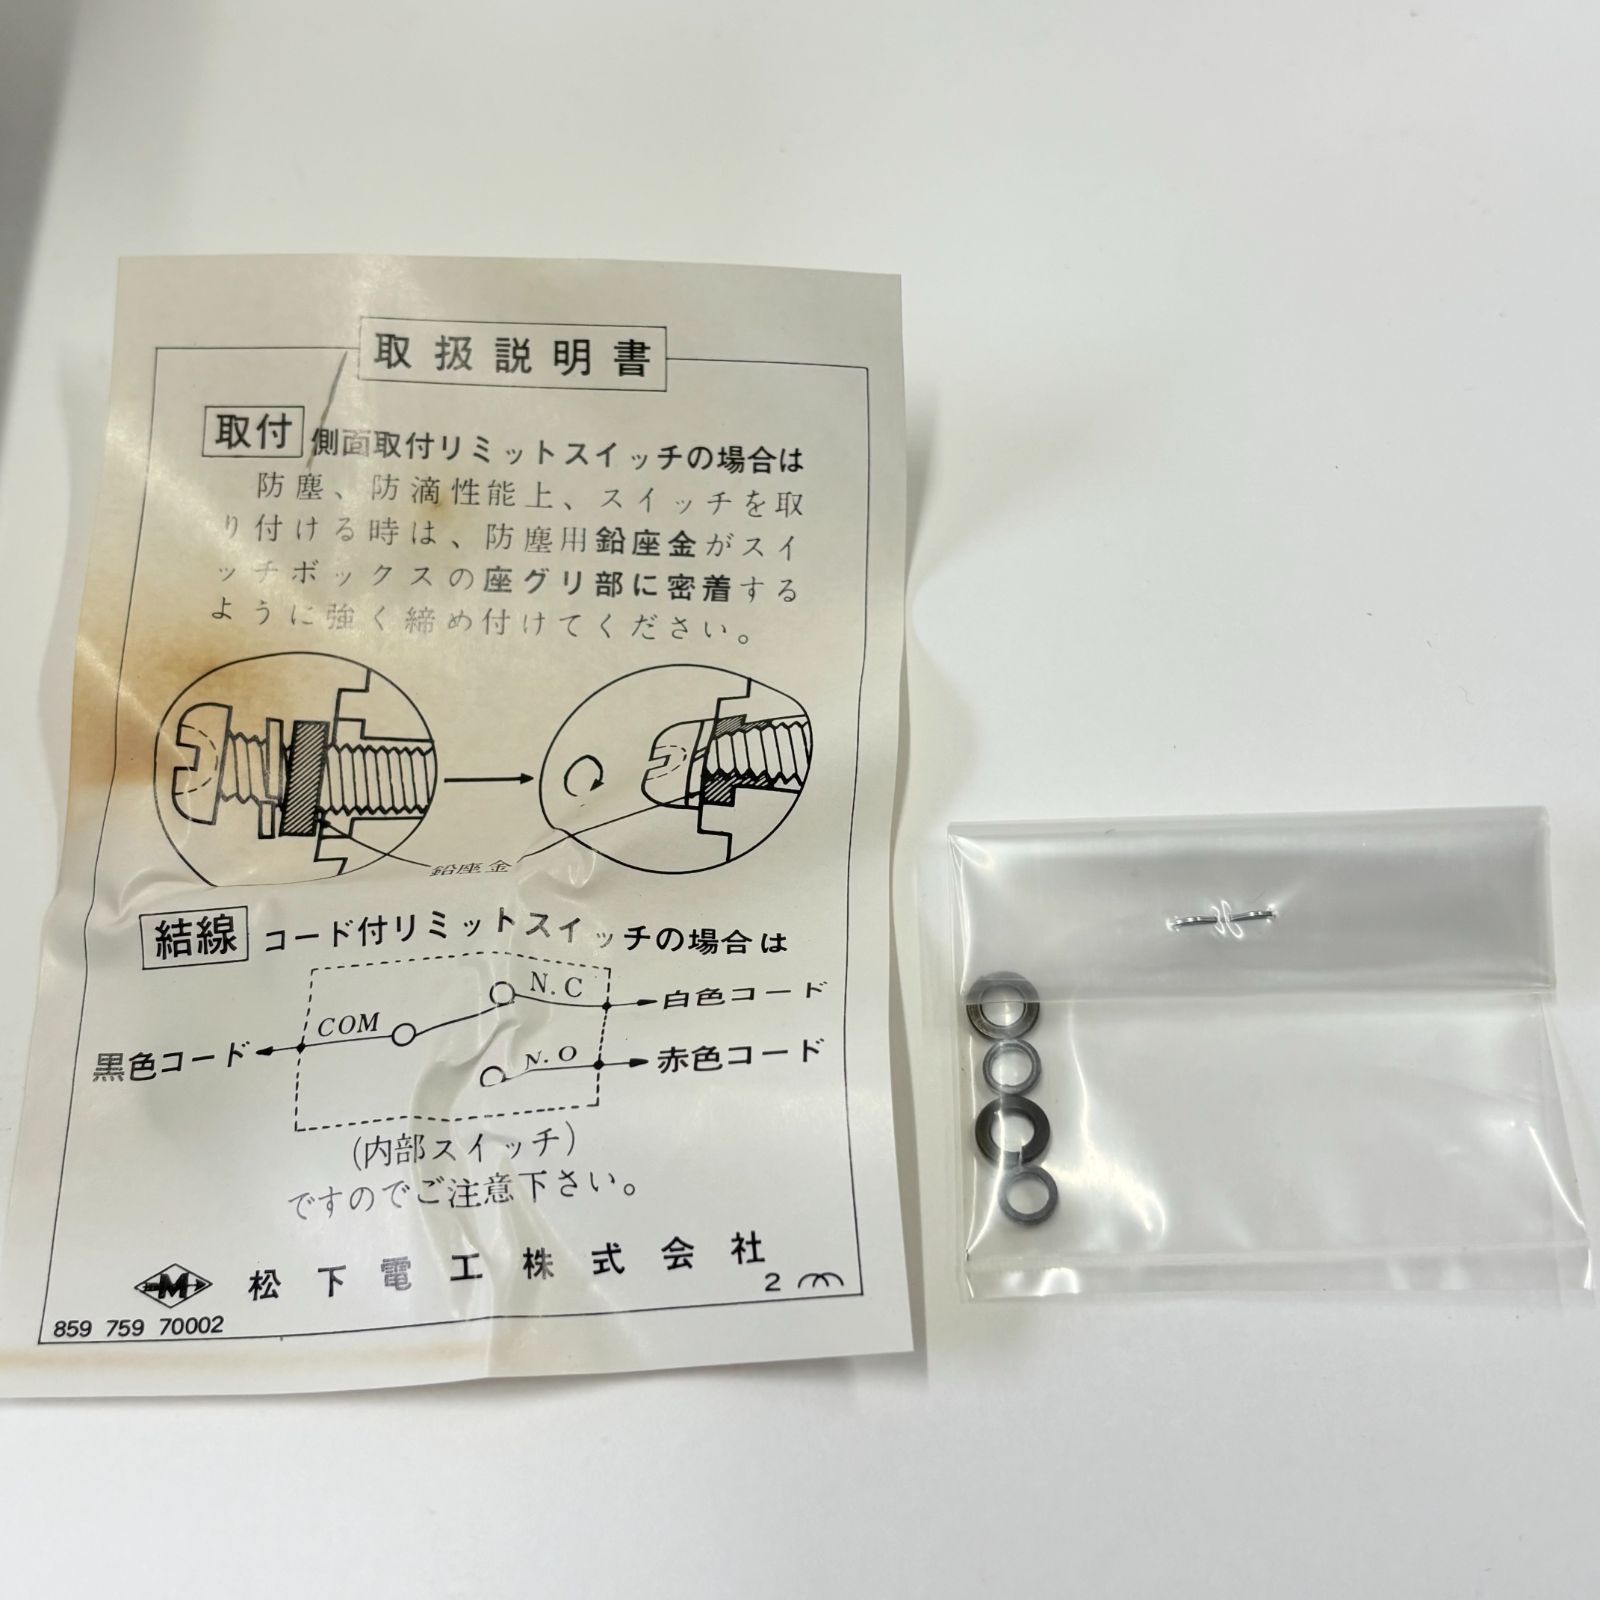 取扱説明書
取付 側面取付リミットスイッチの場合は
防塵、防滴性能上、スイッチを取
り付ける時は、防塵用鉛座金がスイ
ッチボックスの座グリ部に密着する
ように強く締め付けてください。
鉛座金
結線 コード付リミットスイッチの場合は
N.C 白色コード
COM
黒色コード
N.O 赤色コード
(内部スイッチ)
ですのでご注意下さい。
M 松下電工株式会社
2
859 759 70002